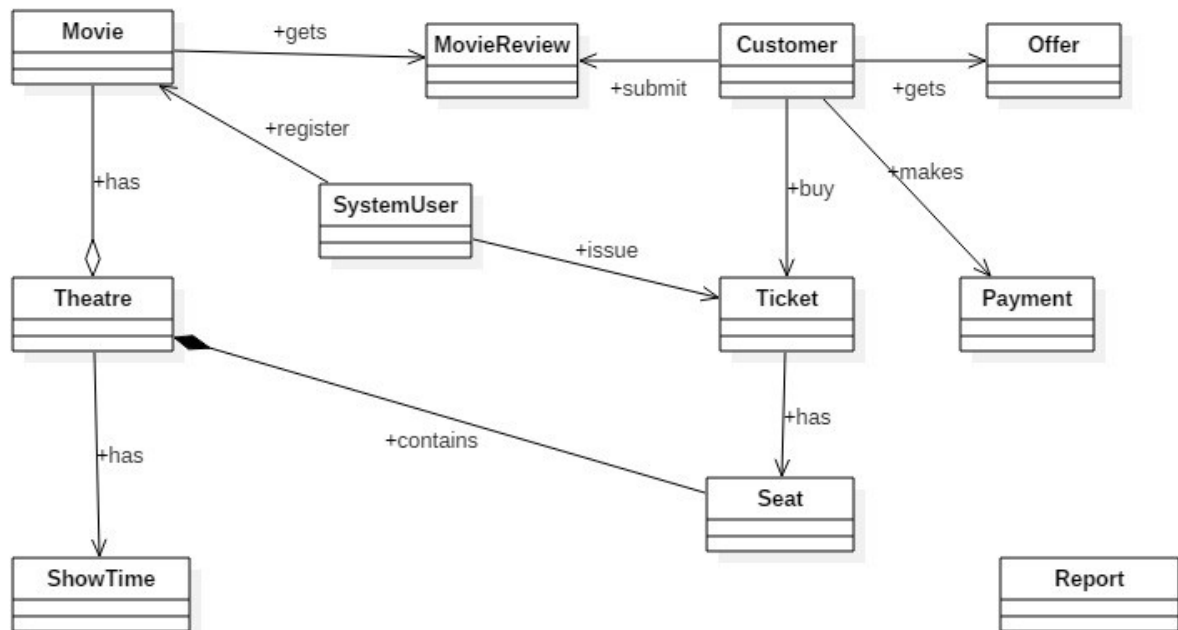 Movie
+gets
MovieReview
Customer
Offer
+submit
+gets
+register
+has
+makes
+buy
SystemUser
+issue
Theatre
Ticket
Payment
+has
+contains
+has
Seat
ShowTime
Report